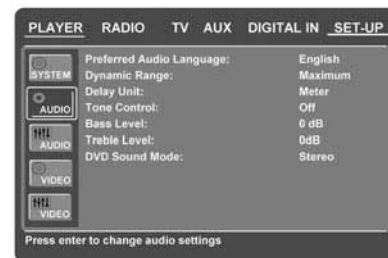 PLAYER RADIO TV AUX DIGITAL IN SET-UP
SYSTEM
AUDIO
AUDIO
VIDEO
VIDEO
Preferred Audio Language: English
Dynamic Range: Maximum
Delay Unit: Meter
Tone Control: Off
Bass Level: 0 dB
Treble Level: 0dB
DVD Sound Mode: Stereo
Press enter to change audio settings